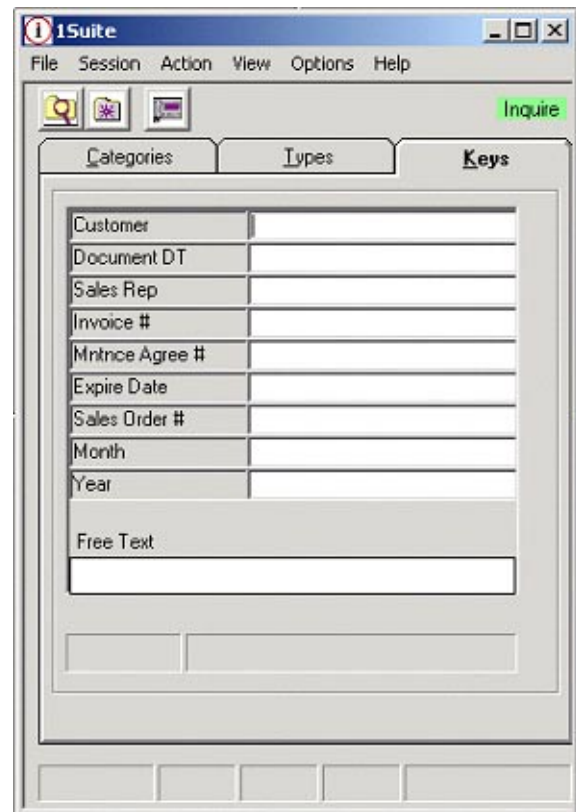 1Suite
File Session Action View Options Help
Inquire
Categories Types Keys
Customer
Document DT
Sales Rep
Invoice #
Mntnce Agree #
Expire Date
Sales Order #
Month
Year
Free Text